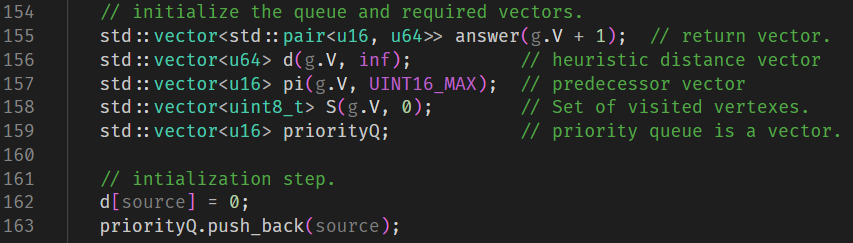 154 // initialize the queue and required vectors.
155 std::vector<std::pair<u16, u64>> answer(g.V + 1); // return vector.
156 std::vector<u64> d(g.V, inf); // heuristic distance vector
157 std::vector<u16> pi(g.V, UINT16_MAX); // predecessor vector
158 std::vector<uint8_t> S(g.V, 0); // Set of visited vertexes.
159 std::vector<u16> priorityQ; // priority queue is a vector.
160
161 // intialization step.
162 d[source] = 0;
163 priorityQ.push_back(source);